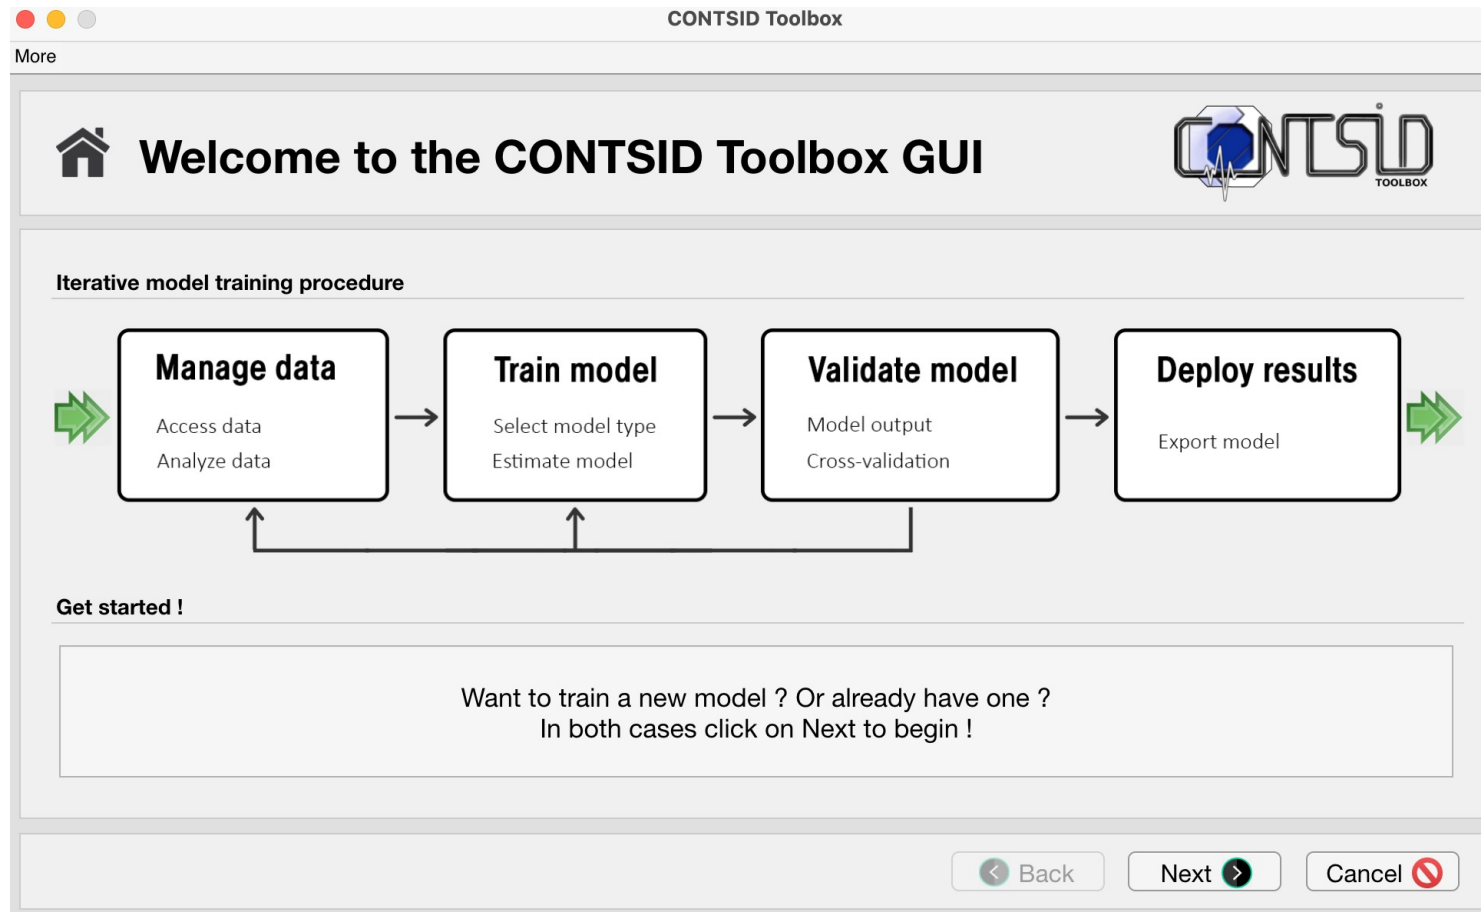 CONTSID Toolbox
More
Welcome to the CONTSID Toolbox GUI
CONTSID
TOOLBOX
Iterative model training procedure
Manage data
Access data
Analyze data
Train model
Select model type
Estimate model
Validate model
Model output
Cross-validation
Deploy results
Export model
Get started !
Want to train a new model ? Or already have one ?
In both cases click on Next to begin !
Back
Next
Cancel